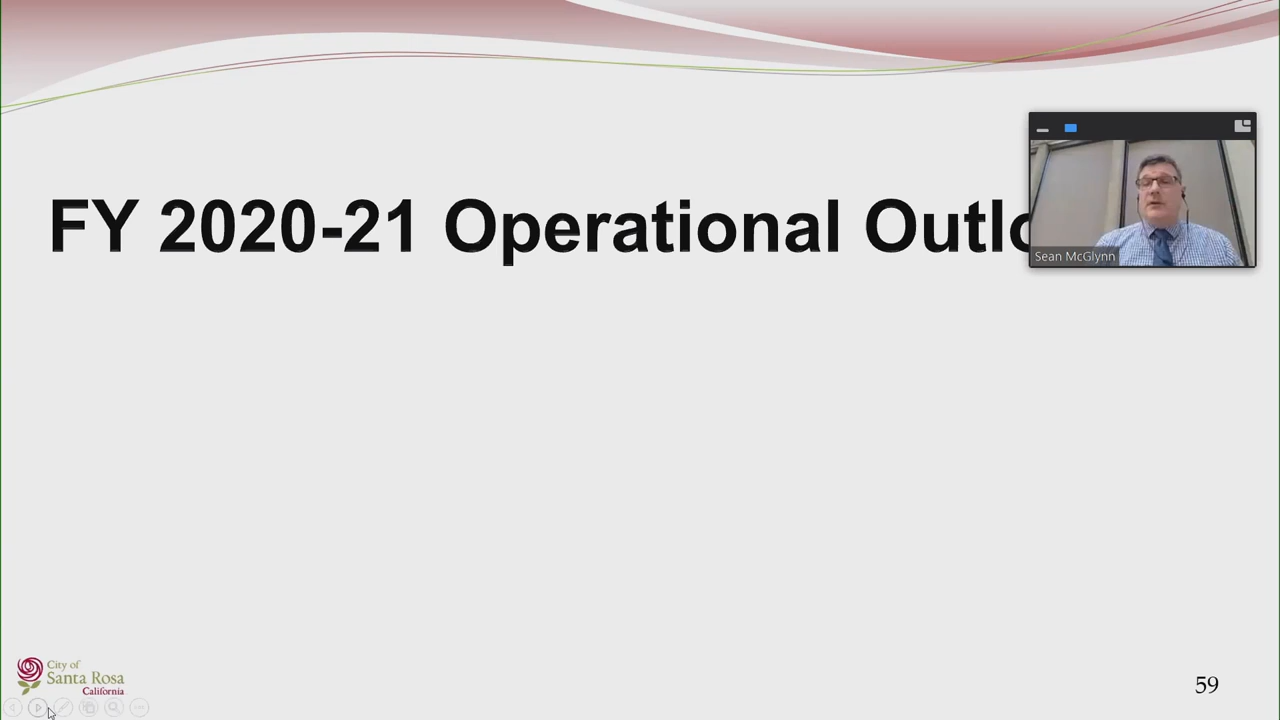 FY 2020-21 Operational Outlo
Sean McGlynn
City of
Santa Rosa
California
59